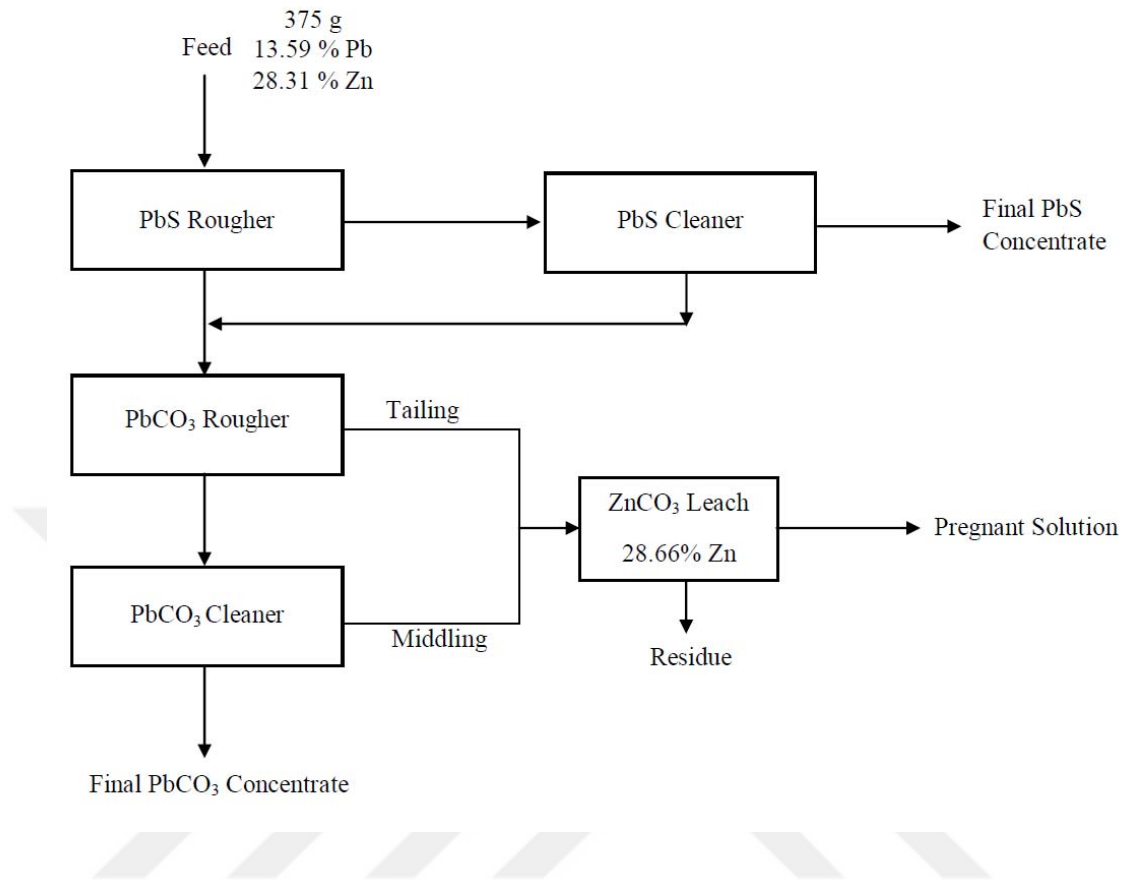 375 g
Feed 13.59 % Pb
28.31 % Zn
PbS Rougher
PbS Cleaner
Final PbS
Concentrate
PbCO₃ Rougher
Tailing
ZnCO₃ Leach
28.66% Zn
Pregnant Solution
PbCO₃ Cleaner
Middling
Residue
Final PbCO₃ Concentrate